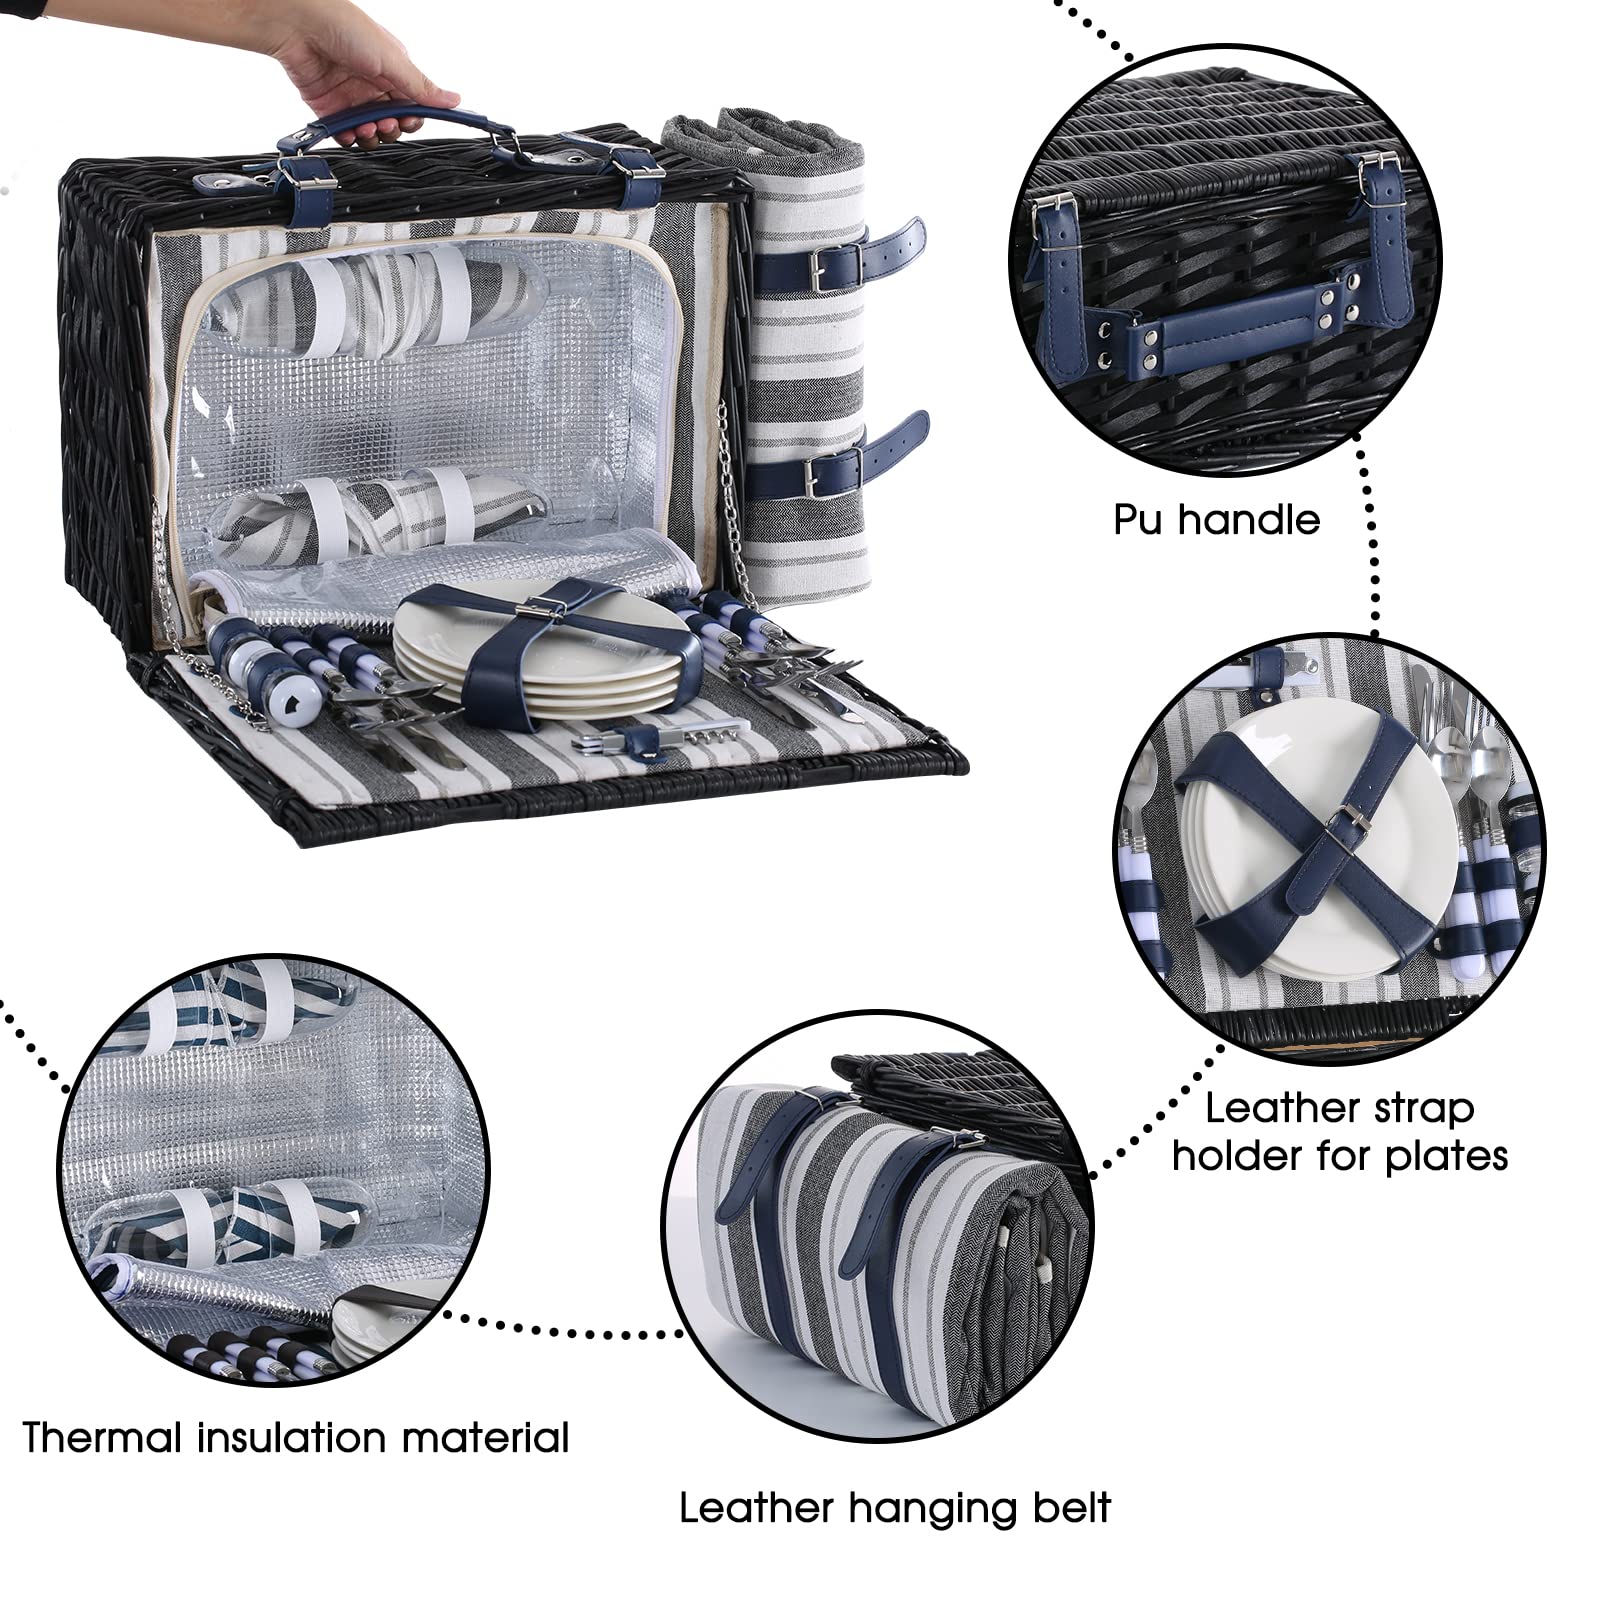 Pu handle
Leather strap
holder for plates
Thermal insulation material
Leather hanging belt